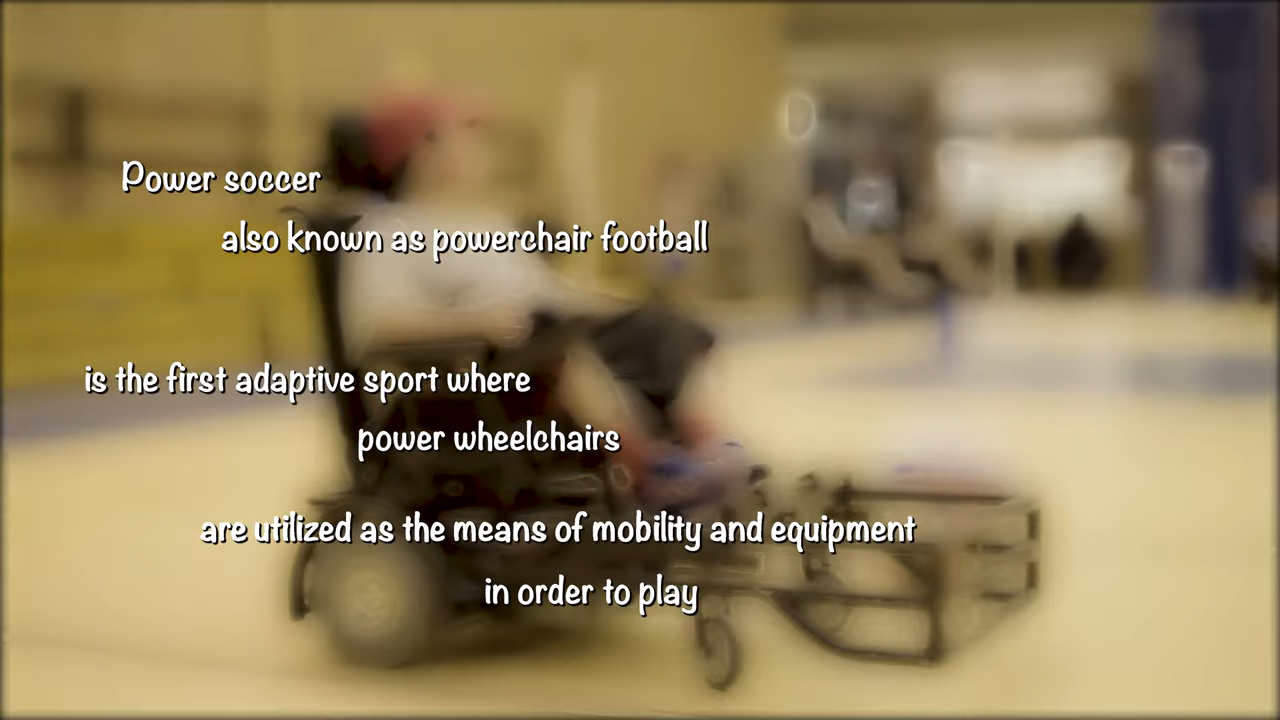 Power soccer
also known as powerchair football
is the first adaptive sport where
power wheelchairs
are utilized as the means of mobility and equipment
in order to play